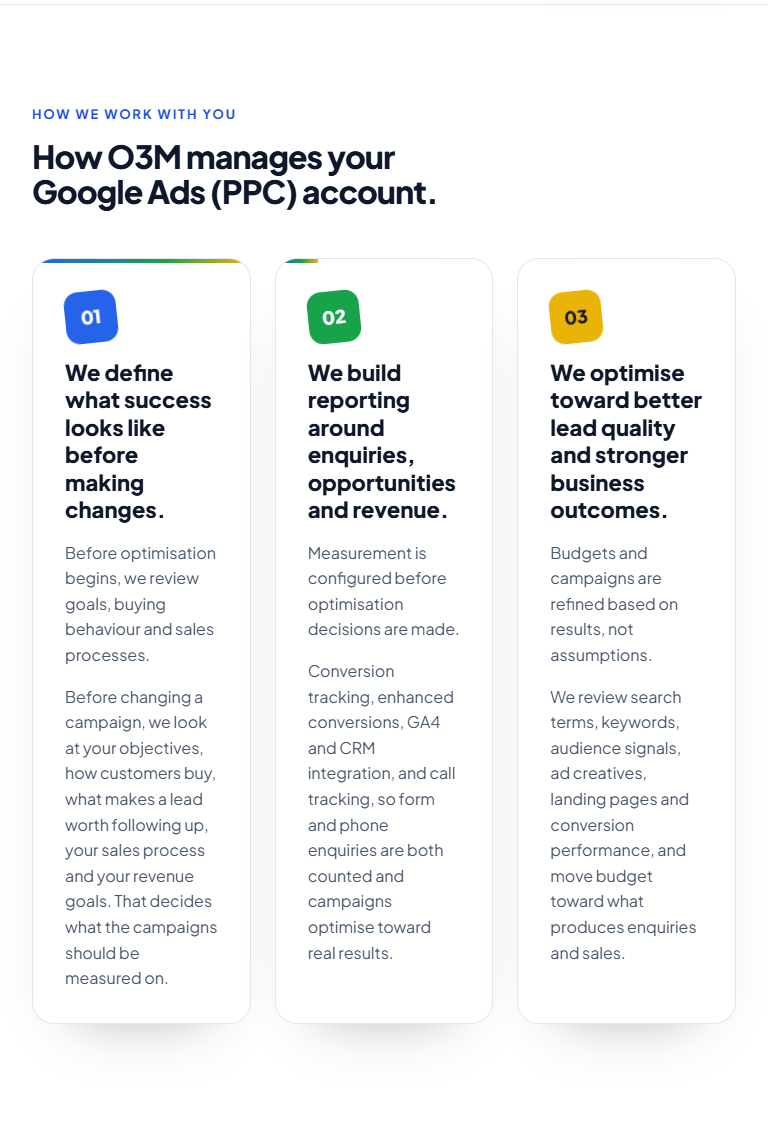 HOW WE WORK WITH YOU
How O3M manages your
Google Ads (PPC) account.
01
We define
what success
looks like
before
making
changes.
Before optimisation
begins, we review
goals, buying
behaviour and sales
processes.
Before changing a
campaign, we look
at your objectives,
how customers buy,
what makes a lead
worth following up,
your sales process
and your revenue
goals. That decides
what the campaigns
should be
measured on.
02
We build
reporting
around
enquiries,
opportunities
and revenue.
Measurement is
configured before
optimisation
decisions are made.
Conversion
tracking, enhanced
conversions, GA4
and CRM
integration, and call
tracking, so form
and phone
enquiries are both
counted and
campaigns
optimise toward
real results.
03
We optimise
toward better
lead quality
and stronger
business
outcomes.
Budgets and
campaigns are
refined based on
results, not
assumptions.
We review search
terms, keywords,
audience signals,
ad creatives,
landing pages and
conversion
performance, and
move budget
toward what
produces enquiries
and sales.